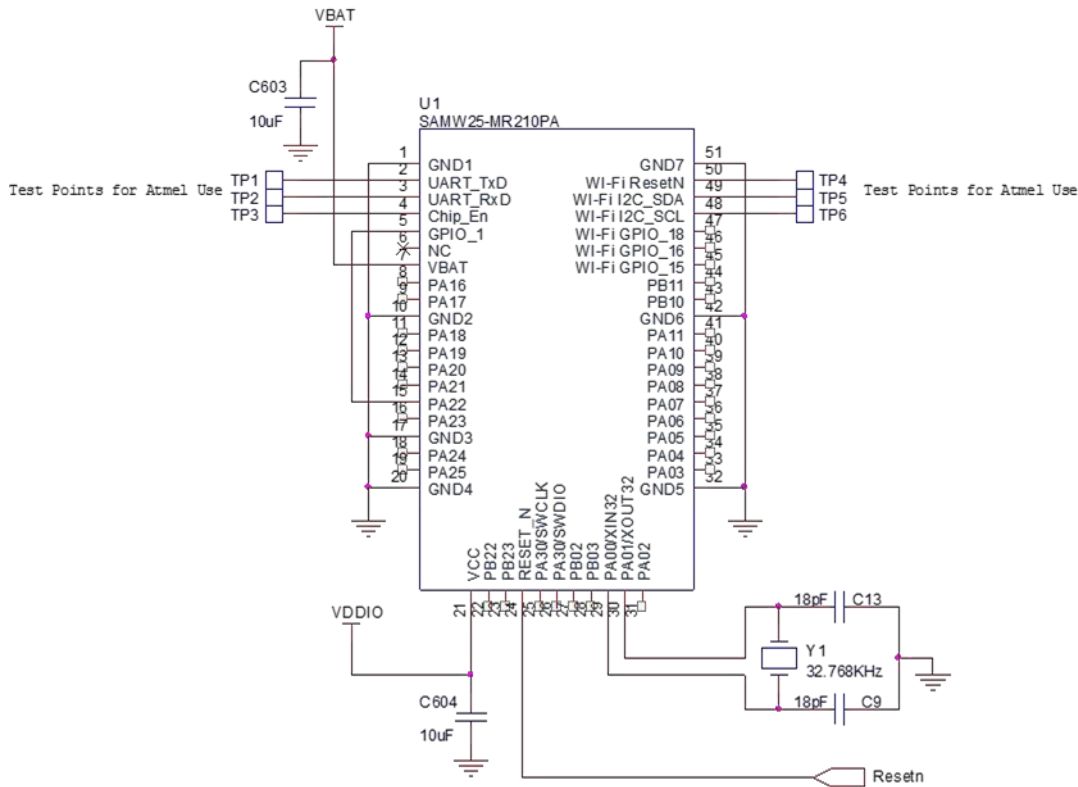 VBAT
C603
10uF
U1
SAMW25-MR210PA
Test Points for Atmel Use
TP1
TP2
TP3
1 GND1
2 UART_TxD
3 UART_RxD
4 Chip_En
5 GPIO_1
6 NC
7 VBAT
8 PA16
9 PA17
10 GND2
11 PA18
12 PA19
13 PA20
14 PA21
15 PA22
16 PA23
17 GND3
18 PA24
19 PA25
20 GND4
GND7 51
WI-Fi ResetN 50
WI-Fi I2C_SDA 49
WI-Fi I2C_SCL 48
WI-Fi GPIO_18 47
WI-Fi GPIO_16 46
WI-Fi GPIO_15 45
PB11 44
PB10 43
GND6 42
PA11 41
PA10 40
PA09 39
PA08 38
PA07 37
PA06 36
PA05 35
PA04 34
PA03 33
GND5 32
TP4
TP5
TP6
Test Points for Atmel Use
VCC 21
PB22 22
PB23 23
RESET_N 24
PA30/SWCLK 25
PA30/SWDIO 26
PB02 27
PB03 28
PA00/XIN32 29
PA01/XOUT32 30
PA02 31
VDDIO
C604
10uF
18pF C13
Y1
32.768KHz
18pF C9
Resetn